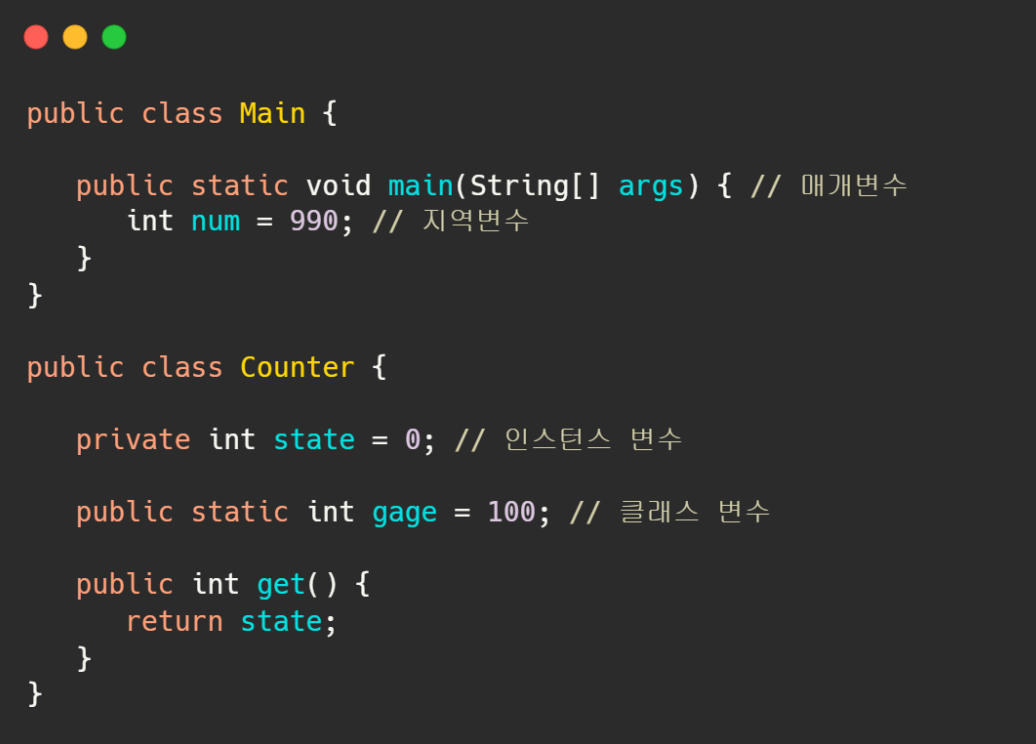 public class Main {
public static void main(String[] args) { // 매개변수
int num = 990; // 지역변수
}
}
public class Counter {
private int state = 0; // 인스턴스 변수
public static int gage = 100; // 클래스 변수
public int get() {
return state;
}
}